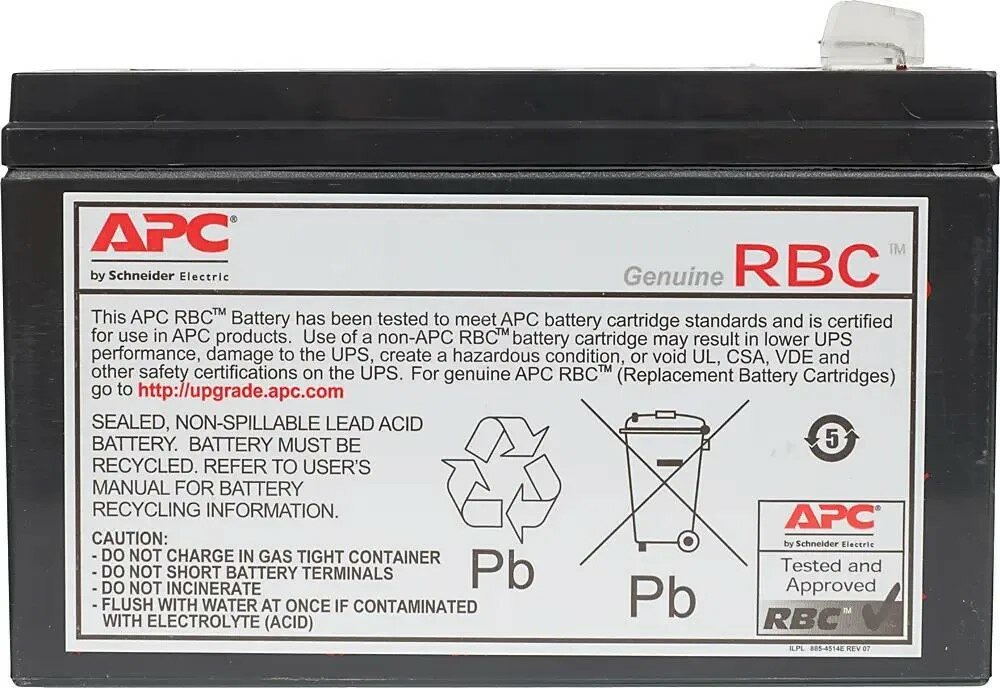 APC®
by Schneider Electric
Genuine RBC™
This APC RBC™ Battery has been tested to meet APC battery cartridge standards and is certified
for use in APC products. Use of a non-APC RBC™ battery cartridge may result in lower UPS
performance, damage to the UPS, create a hazardous condition, or void UL, CSA, VDE and
other safety certifications on the UPS. For genuine APC RBC™ (Replacement Battery Cartridges)
go to http://upgrade.apc.com
SEALED, NON-SPILLABLE LEAD ACID
BATTERY. BATTERY MUST BE
RECYCLED. REFER TO USER'S
MANUAL FOR BATTERY
RECYCLING INFORMATION.
CAUTION:
- DO NOT CHARGE IN GAS TIGHT CONTAINER
- DO NOT SHORT BATTERY TERMINALS
- DO NOT INCINERATE
- FLUSH WITH WATER AT ONCE IF CONTAMINATED
WITH ELECTROLYTE (ACID)
Pb
Pb
5
APC®
by Schneider Electric
Tested and
Approved
RBC™
ILPL 885-4514E REV 07